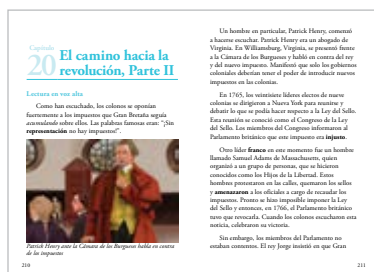 Capítulo
20
El camino hacia la
revolución, Parte II
Lectura en voz alta
Como han escuchado, los colonos se oponían
fuertemente a los impuestos que Gran Bretaña seguía
acumulando sobre ellos. Las palabras famosas eran: “¡Sin
representación no hay impuestos!”.
Patrick Henry ante la Cámara de los Burgueses habla en contra
de los impuestos
210
Un hombre en particular, Patrick Henry, comenzó
a hacerse escuchar. Patrick Henry era un abogado de
Virginia. En Williamsburg, Virginia, se presentó frente
a la Cámara de los Burgueses y habló en contra del rey
y del nuevo impuesto. Manifestó que solo los gobiernos
coloniales deberían tener el poder de introducir nuevos
impuestos en las colonias.
En 1765, los veintisiete líderes electos de nueve
colonias se dirigieron a Nueva York para reunirse y
debatir lo que se podía hacer respecto a la Ley del Sello.
Esta reunión se conoció como el Congreso de la Ley
del Sello. Los miembros del Congreso informaron al
Parlamento británico que este impuesto era injusto.
Otro líder franco en este momento fue un hombre
llamado Samuel Adams de Massachusetts, quien
organizó a un grupo de personas, que se hicieron
conocidos como los Hijos de la Libertad. Estos
hombres protestaron en las calles, quemaron los sellos
y amenazaron a los oficiales a cargo de recaudar los
impuestos. Pronto se hizo imposible imponer la Ley
del Sello y entonces, en 1766, el Parlamento británico
tuvo que revocarla. Cuando los colonos escucharon esta
noticia, celebraron su victoria.
Sin embargo, los miembros del Parlamento no
estaban contentos. El rey Jorge insistió en que Gran
211